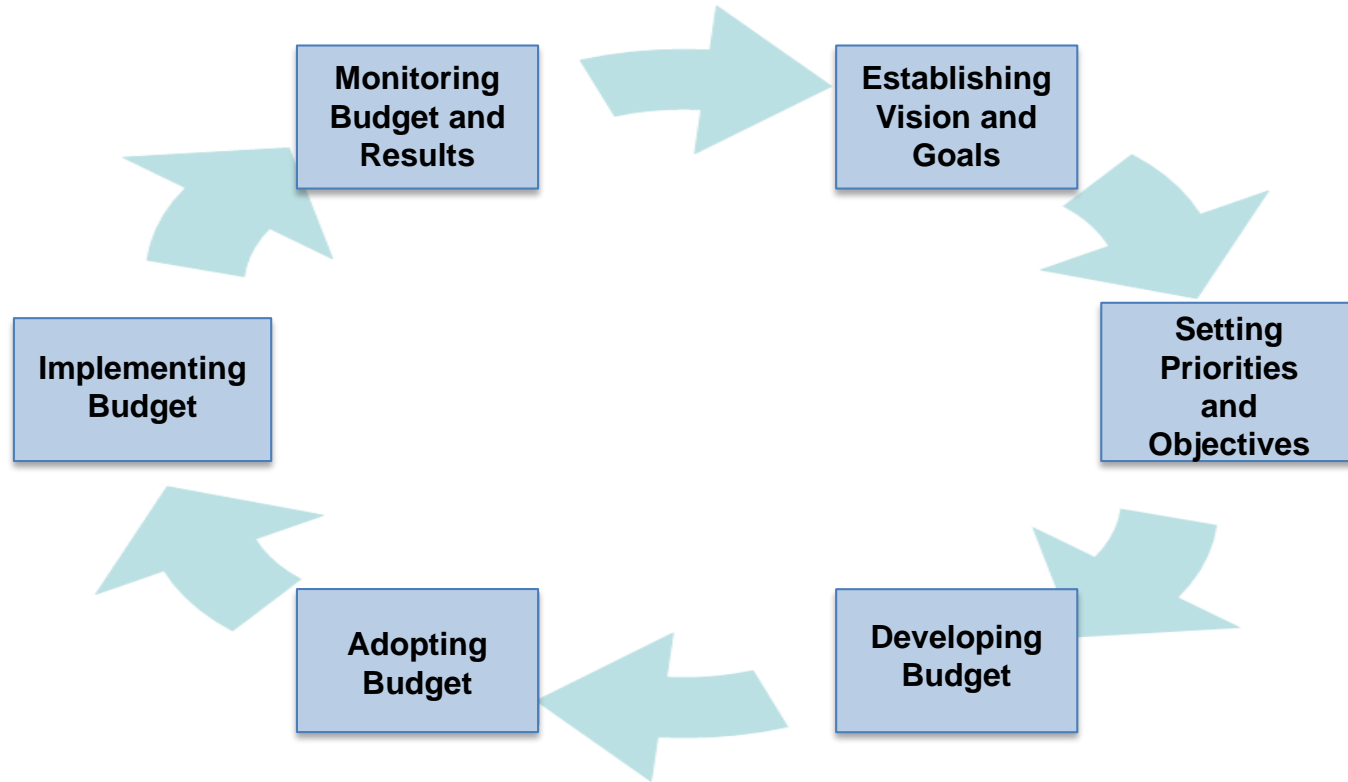 Monitoring
Budget and
Results
Establishing
Vision and
Goals
Setting
Priorities
and
Objectives
Developing
Budget
Adopting
Budget
Implementing
Budget